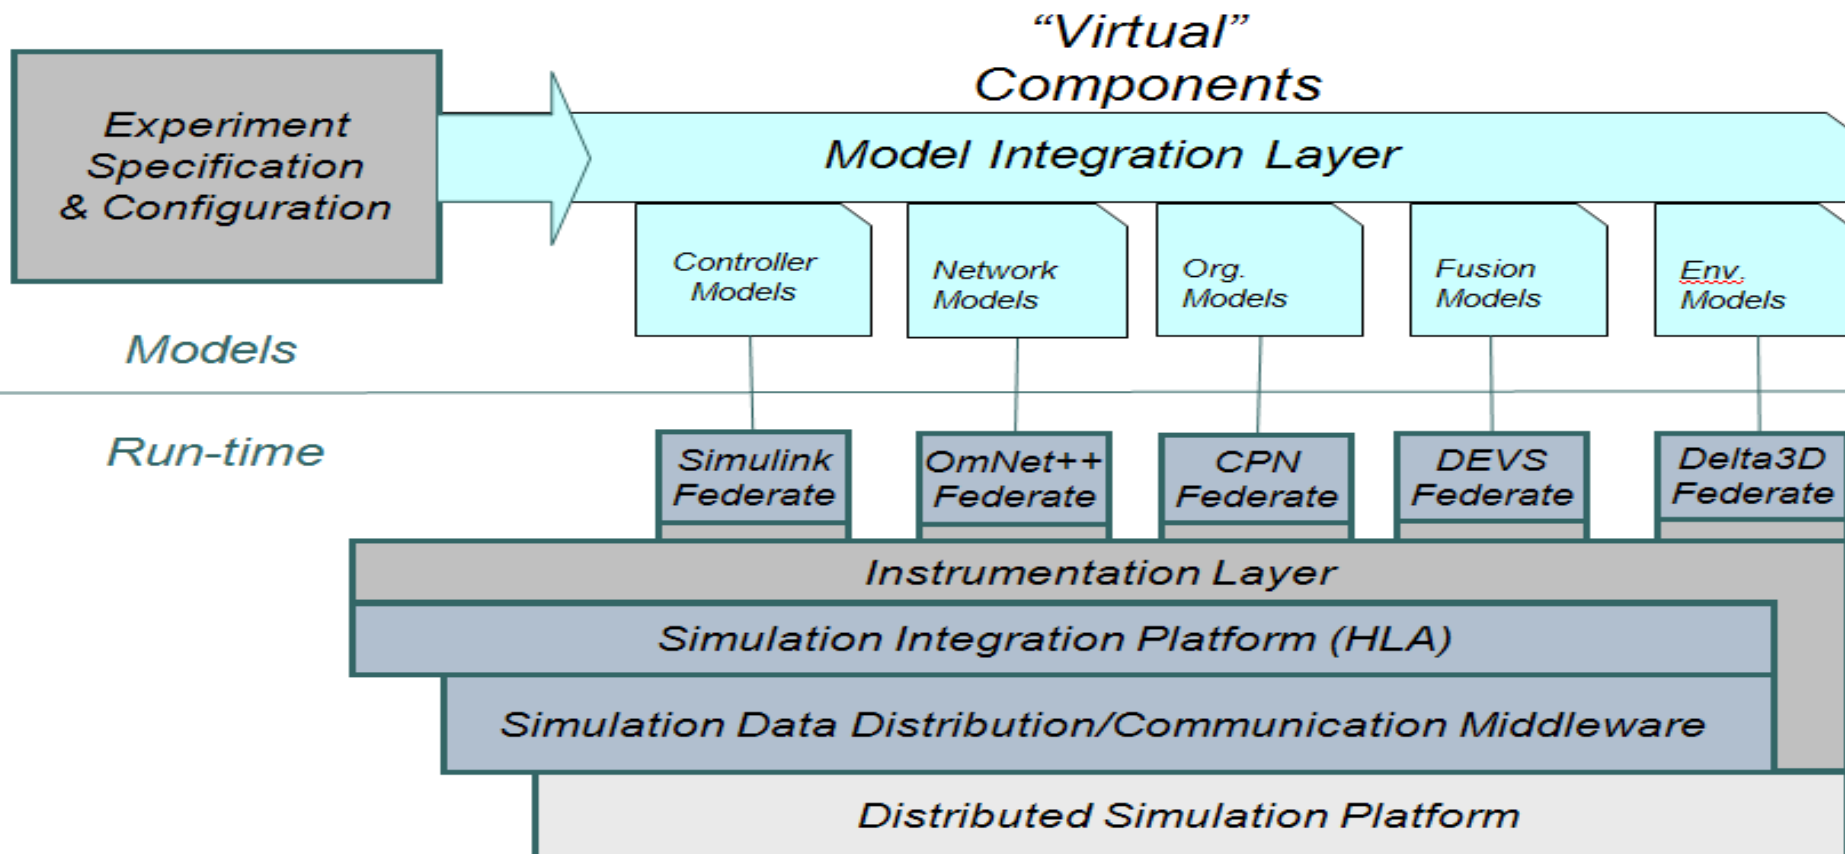 “Virtual”
Components
Experiment
Specification
& Configuration
Model Integration Layer
Controller
Models
Network
Models
Org.
Models
Fusion
Models
Env.
Models
Models
Run-time
Simulink
Federate
OmNet++
Federate
CPN
Federate
DEVS
Federate
Delta3D
Federate
Instrumentation Layer
Simulation Integration Platform (HLA)
Simulation Data Distribution/Communication Middleware
Distributed Simulation Platform